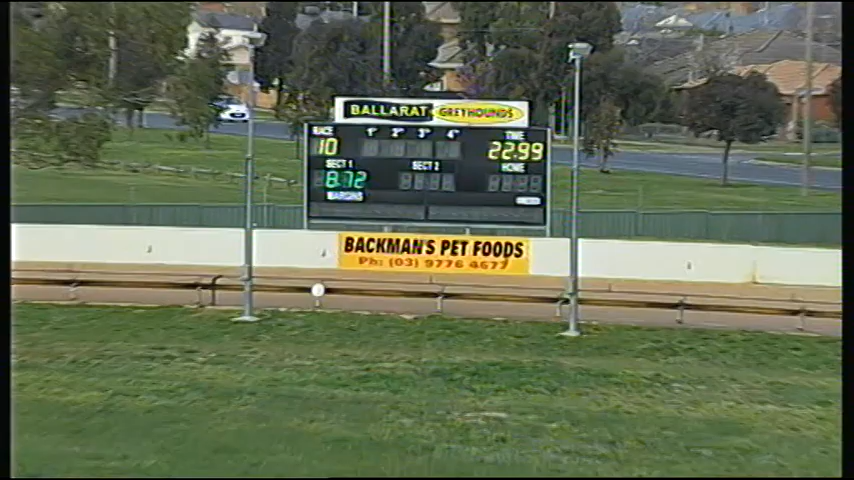 BALLARAT GREYHOUNDS
RACE 1st 2nd 3rd 4th TIME
10 22:99
SECT 1 SECT 2 HOME
8.72
BACKMAN'S PET FOODS
Ph: (03) 9776 4677